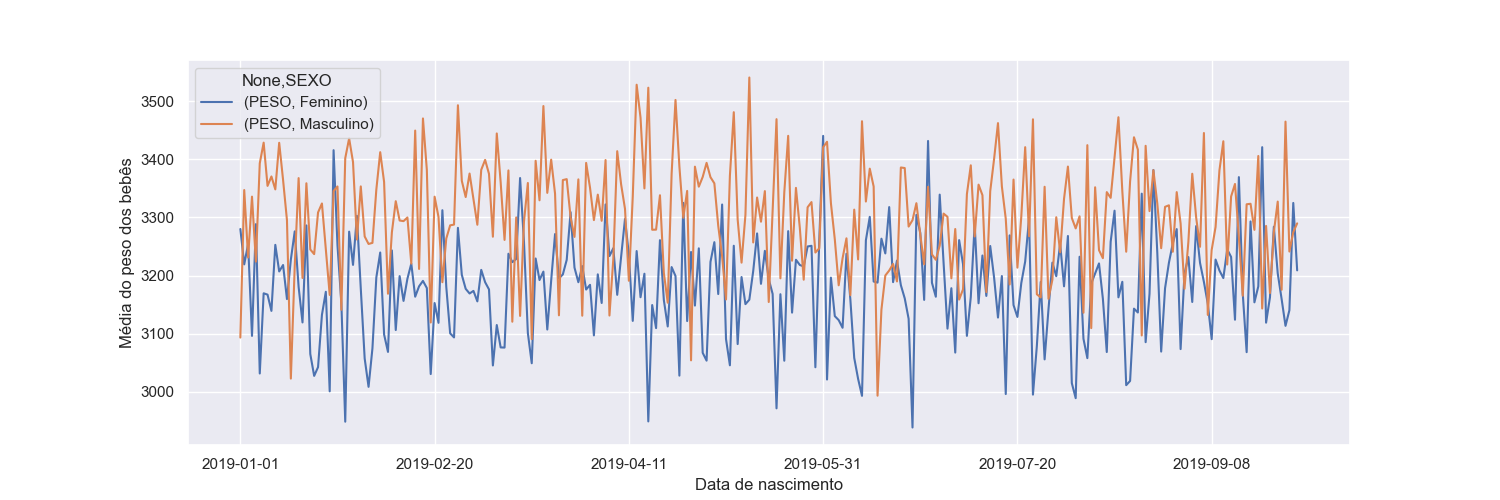 None,SEXO
(PESO, Feminino)
(PESO, Masculino)
Média do peso dos bebês
3500
3400
3300
3200
3100
3000
2019-01-01
2019-02-20
2019-04-11
2019-05-31
2019-07-20
2019-09-08
Data de nascimento